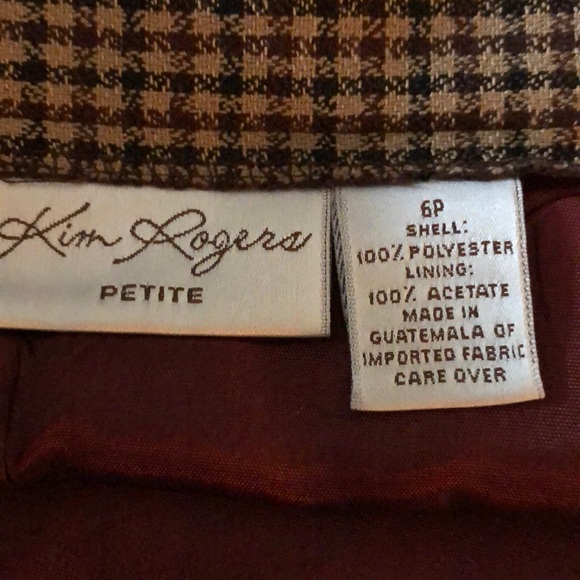 Kim Rogers
PETITE
6P
SHELL:
100% POLYESTER
LINING:
100% ACETATE
MADE IN
GUATEMALA OF
IMPORTED FABRIC
CARE OVER